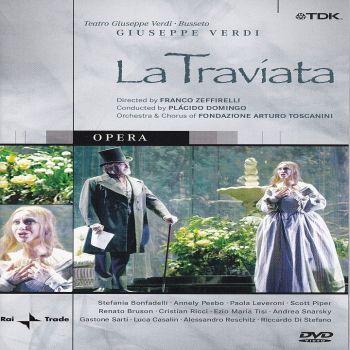 Teatro Giuseppe Verdi · Busseto
GIUSEPPE VERDI
TDK
La Traviata
Directed by FRANCO ZEFFIRELLI
Conducted by PLÁCIDO DOMINGO
Orchestra & Chorus of FONDAZIONE ARTURO TOSCANINI
OPERA
Stefania Bonfadelli · Annely Peebo · Paola Leveroni · Scott Piper
Renato Bruson · Cristian Ricci · Ezio Maria Tisi · Andrea Snarsky
Gastone Sarti · Luca Casalin · Alessandro Reschitz · Riccardo Di Stefano
Rai Trade
DVD
VIDEO